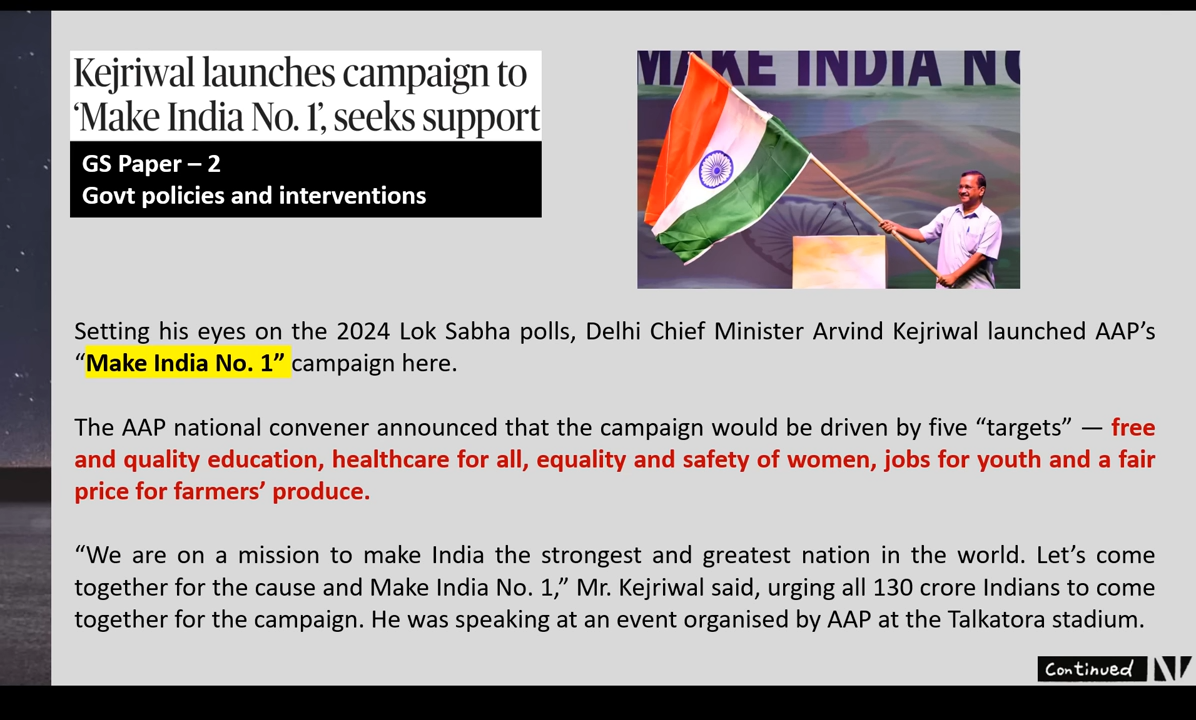 Kejriwal launches campaign to
‘Make India No. 1’, seeks support
GS Paper – 2
Govt policies and interventions
MAKE INDIA NO
Setting his eyes on the 2024 Lok Sabha polls, Delhi Chief Minister Arvind Kejriwal launched AAP’s
“Make India No. 1” campaign here.
The AAP national convener announced that the campaign would be driven by five “targets” — free
and quality education, healthcare for all, equality and safety of women, jobs for youth and a fair
price for farmers’ produce.
“We are on a mission to make India the strongest and greatest nation in the world. Let’s come
together for the cause and Make India No. 1,” Mr. Kejriwal said, urging all 130 crore Indians to come
together for the campaign. He was speaking at an event organised by AAP at the Talkatora stadium.
Continued